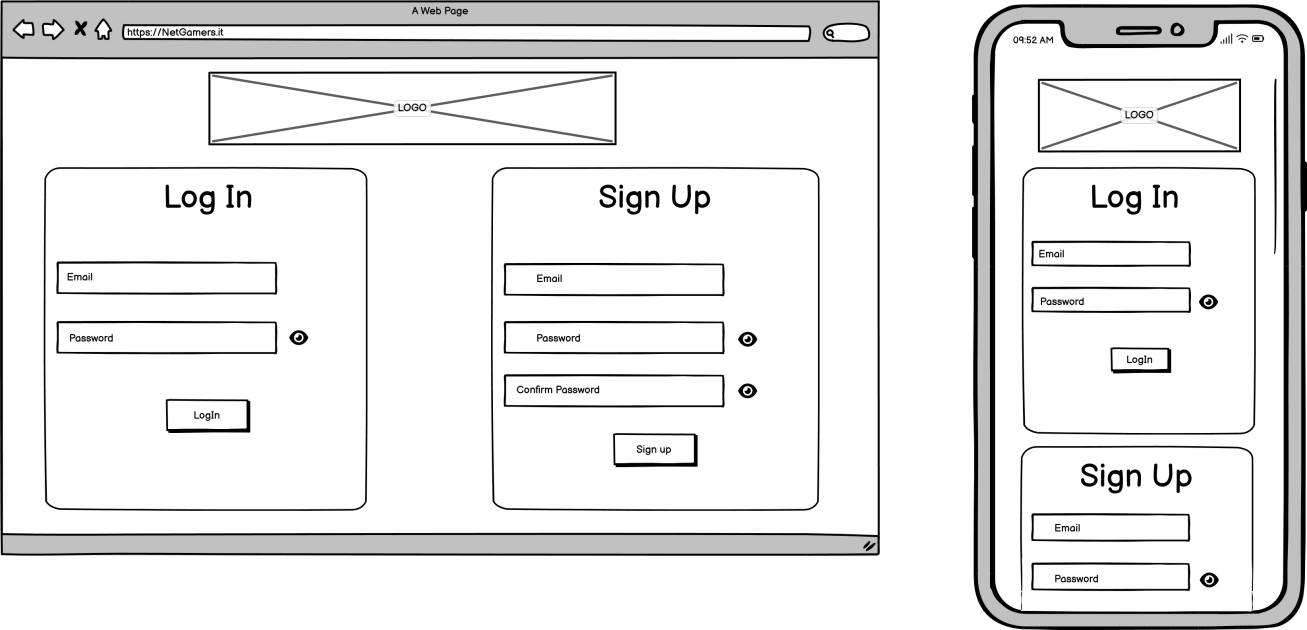 A Web Page
https://NetGamers.it
LOGO
Log In
Email
Password
LogIn
Sign Up
Email
Password
Confirm Password
Sign up
09:52 AM
LOGO
Log In
Email
Password
LogIn
Sign Up
Email
Password